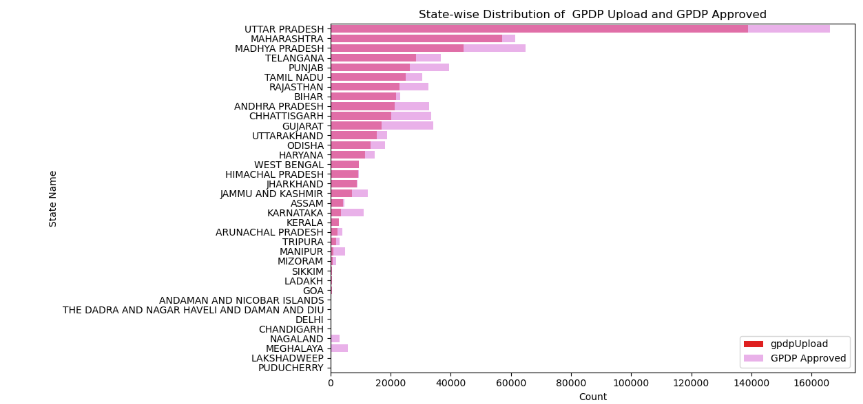 State-wise Distribution of  GPDP Upload and GPDP Approved
State Name
UTTAR PRADESH
MAHARASHTRA
MADHYA PRADESH
TELANGANA
PUNJAB
TAMIL NADU
RAJASTHAN
BIHAR
ANDHRA PRADESH
CHHATTISGARH
GUJARAT
UTTARAKHAND
ODISHA
HARYANA
WEST BENGAL
HIMACHAL PRADESH
JHARKHAND
JAMMU AND KASHMIR
ASSAM
KARNATAKA
KERALA
ARUNACHAL PRADESH
TRIPURA
MANIPUR
MIZORAM
SIKKIM
LADAKH
GOA
ANDAMAN AND NICOBAR ISLANDS
THE DADRA AND NAGAR HAVELI AND DAMAN AND DIU
DELHI
CHANDIGARH
NAGALAND
MEGHALAYA
LAKSHADWEEP
PUDUCHERRY
gpdpUpload
GPDP Approved
0 20000 40000 60000 80000 100000 120000 140000 160000
Count